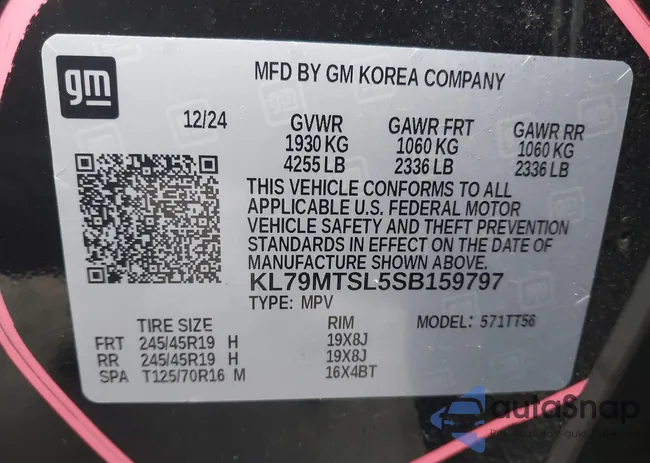 gm
MFD BY GM KOREA COMPANY
12/24 GVWR GAWR FRT GAWR RR
1930 KG 1060 KG 1060 KG
4255 LB 2336 LB 2336 LB
THIS VEHICLE CONFORMS TO ALL
APPLICABLE U.S. FEDERAL MOTOR
VEHICLE SAFETY AND THEFT PREVENTION
STANDARDS IN EFFECT ON THE DATE OF
MANUFACTURE SHOWN ABOVE.
KL79MTSL5SB159797
TYPE: MPV
TIRE SIZE RIM MODEL: 571TT56
FRT 245/45R19 H 19X8J
RR 245/45R19 H 19X8J
SPA T125/70R16 M 16X4BT
autoSnap